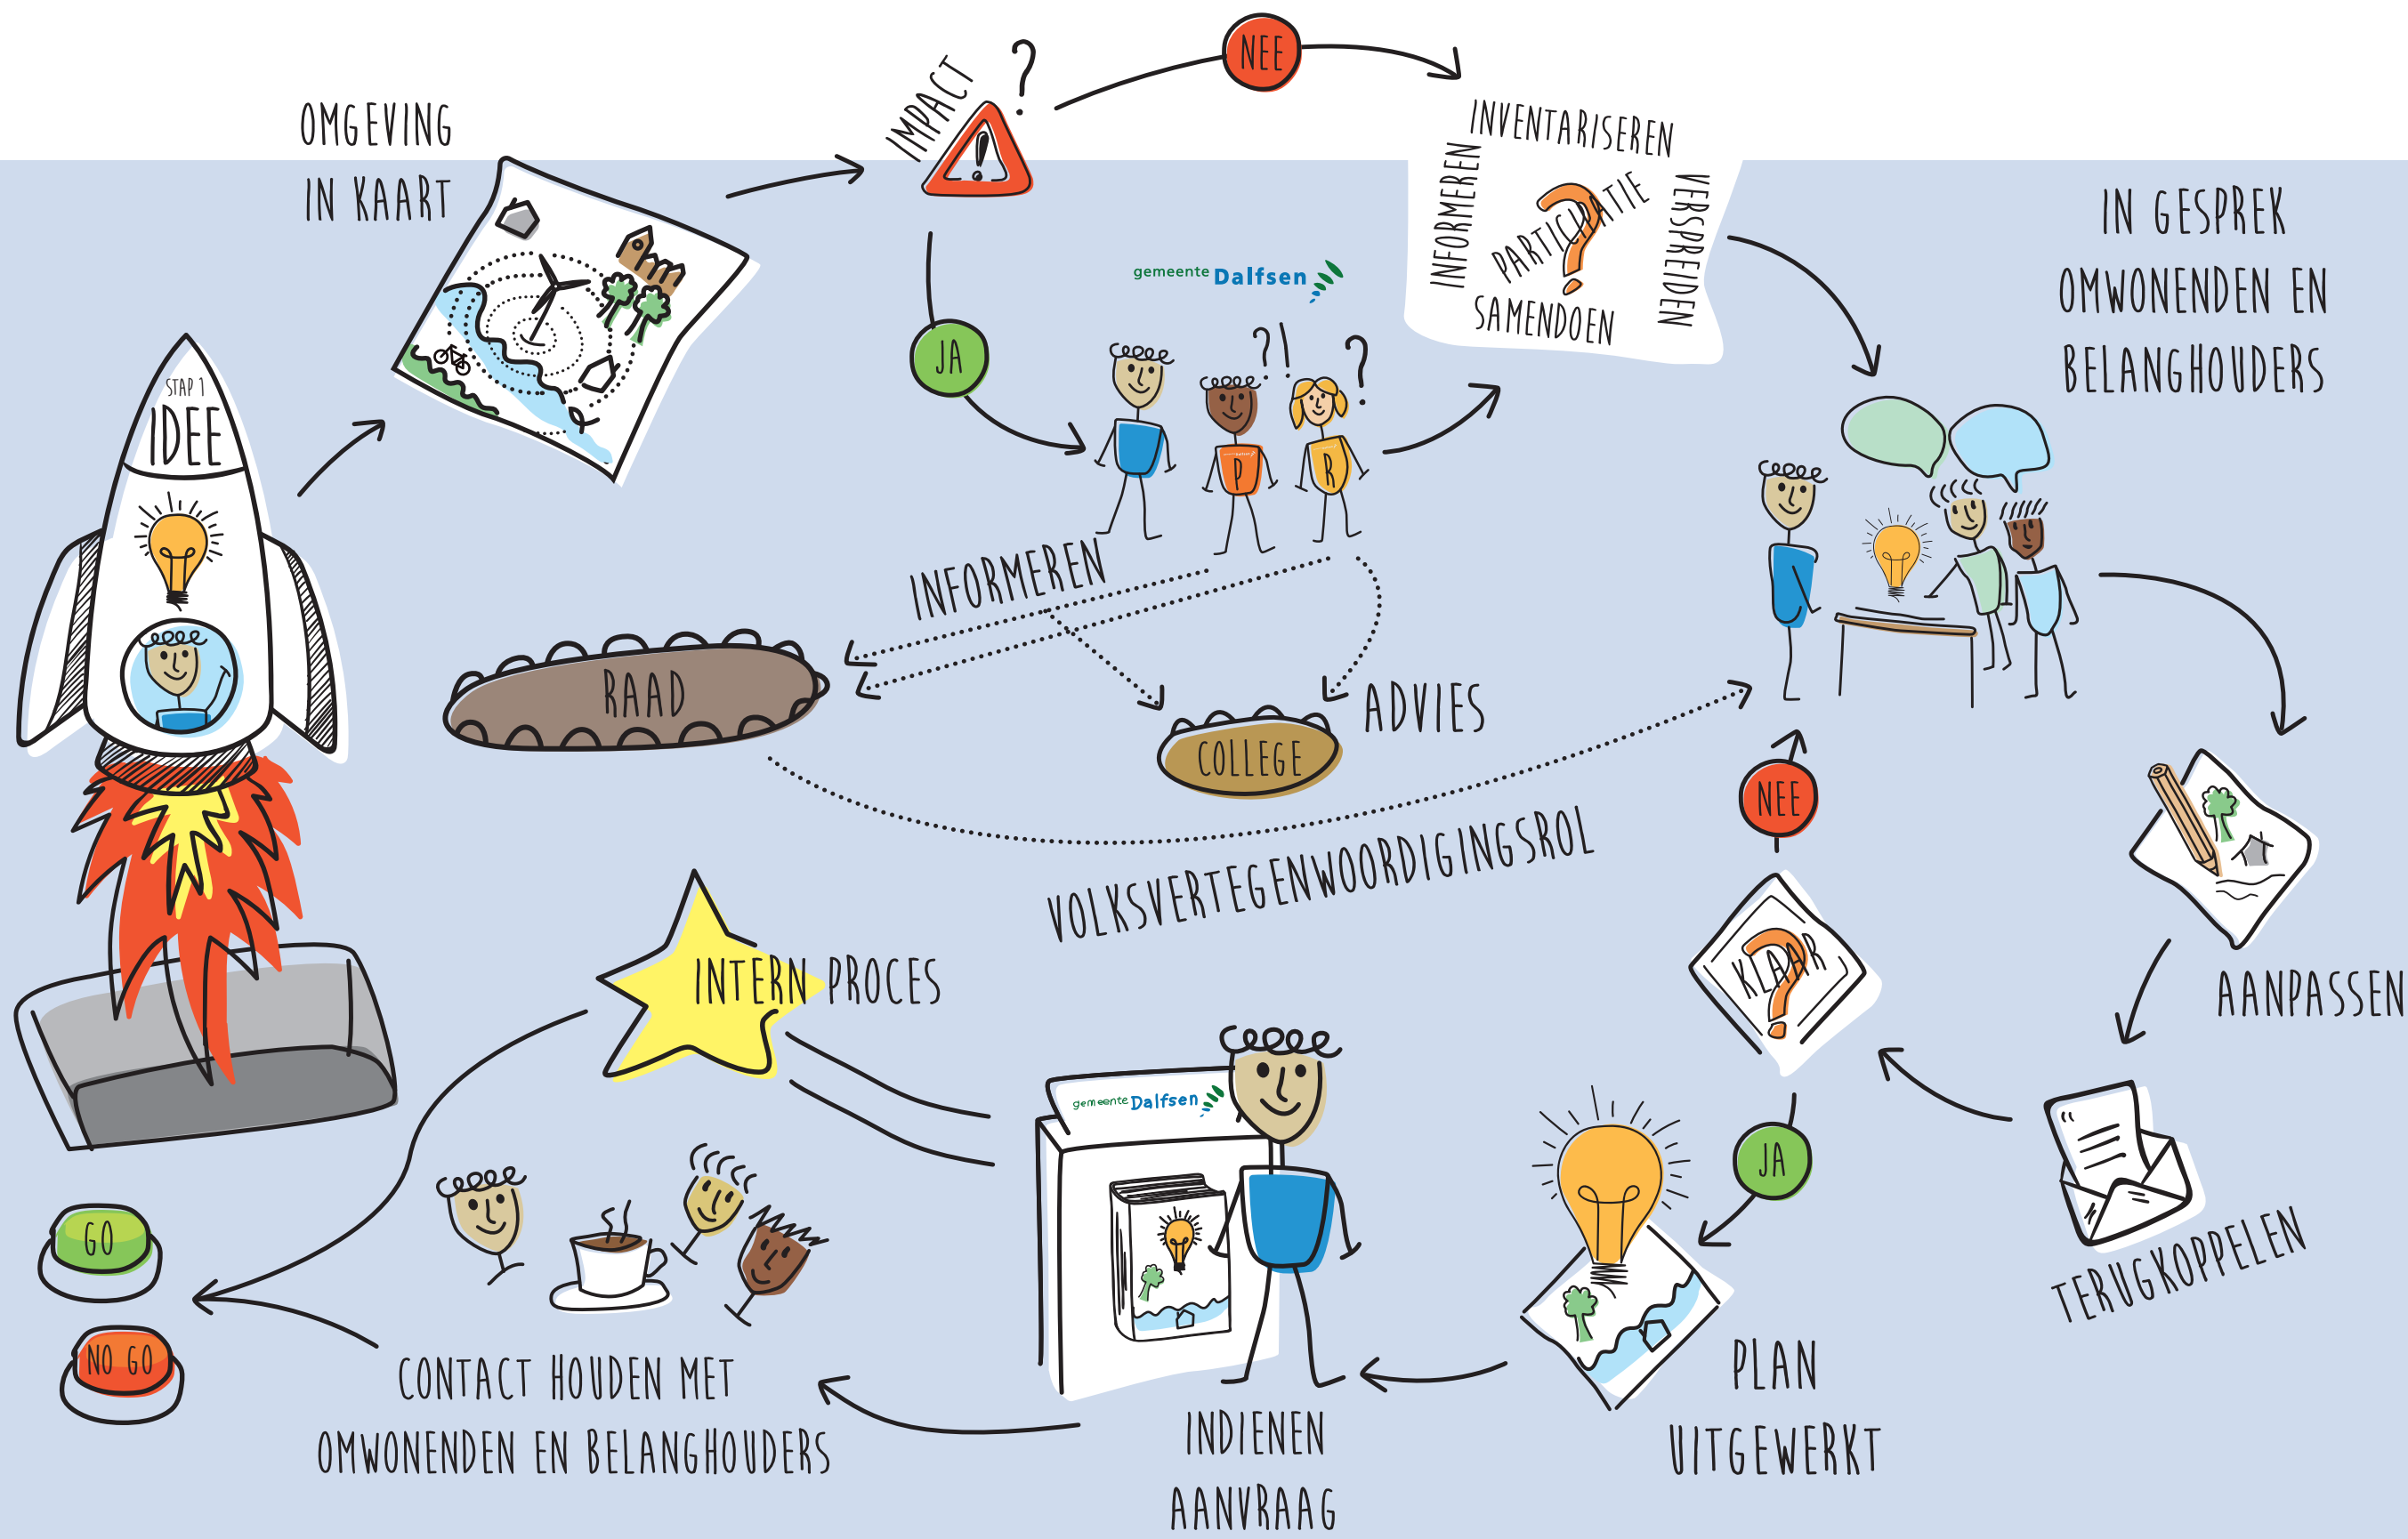 STAP 1
IDEE
OMGEVING
IN KAART
IMPACT
?
NEE
JA
gemeente Dalfsen
? ! ?
P
R
INVENTARISEREN
INFORMEREN
PARTICIPATIE
?
VERSPREIDEN
SAMENDOEN
IN GESPREK
OMWONENDEN EN
BELANGHOUDERS
INFORMEREN
RAAD
COLLEGE
ADVIES
VOLKSVERTEGENWOORDIGINGSROL
AANPASSEN
TERUGKOPPELEN
KLAAR
?
NEE
JA
PLAN
UITGEWERKT
gemeente Dalfsen
INDIENEN
AANVRAAG
INTERN PROCES
CONTACT HOUDEN MET
OMWONENDEN EN BELANGHOUDERS
GO
NO GO